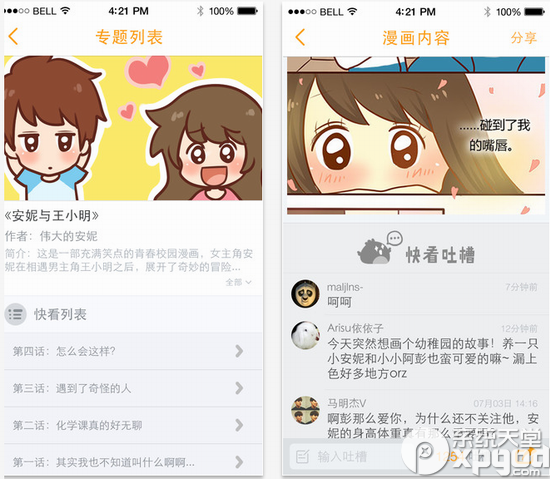 BELL 4:21 PM 100%
专题列表
《安妮与王小明》
作者：伟大的安妮
简介：这是一部充满笑点的青春校园漫画，女主角安
妮在相遇男主角王小明之后，展开了奇妙的冒险...
全部
快看列表
第四话：怎么会这样?
第三话：遇到了奇怪的人
第二话：化学课真的好无聊
第一话：其实我也不知道叫什么啊啊...
BELL 4:21 PM 100%
漫画内容
分享
......碰到了我
的嘴唇。
快看吐槽
maljlns-
7分钟前
呵呵
Arisu依依子
12分钟前
今天突然想画个幼稚园的故事！养一只
小安妮和小小阿彭也蛮可爱的嘛~ 漏上
色好多地方orz
马明杰V
07月03日 14:16
啊彭那么爱你，为什么还不关注他，安
妮的身高体重真有那么
输入吐槽
系统天堂